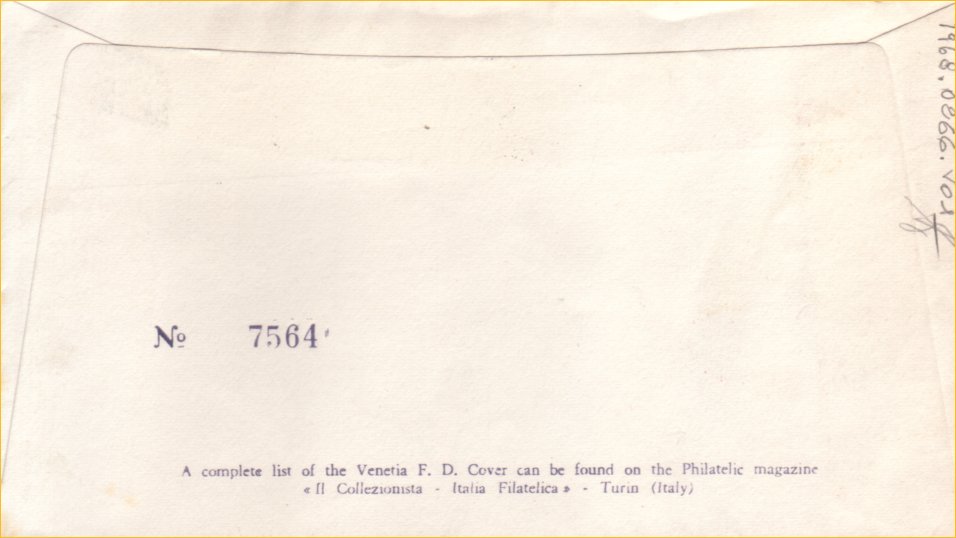 Nº 7564
A complete list of the Venetia F. D. Cover can be found on the Philatelic magazine
« Il Collezionista - Italia Filatelica » - Turin (Italy)
1968.0866.vor